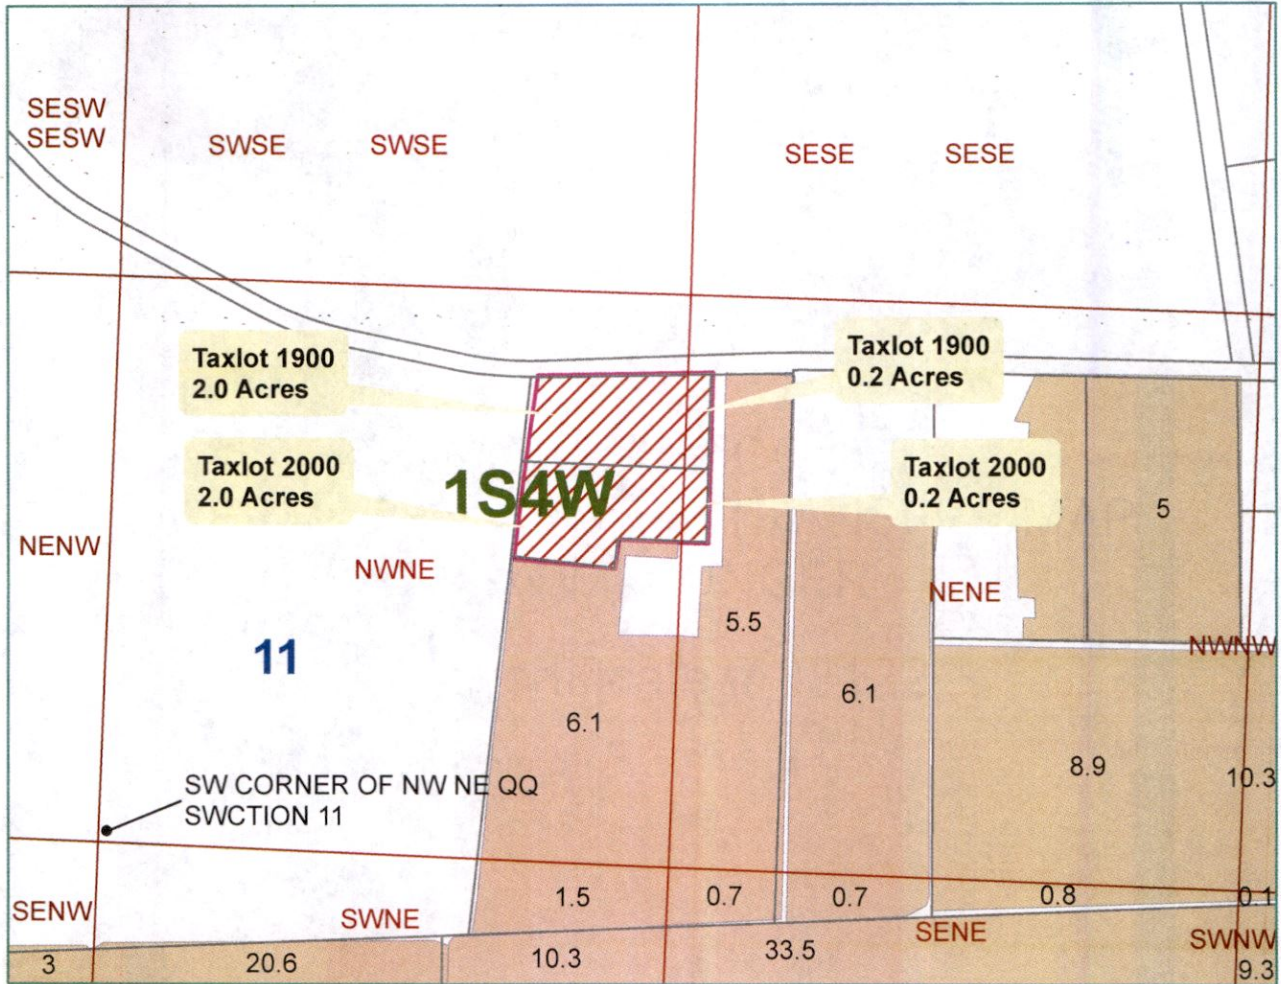 SESW
SESW
SWSE
SWSE
SESE
SESE
Taxlot 1900
2.0 Acres
Taxlot 1900
0.2 Acres
Taxlot 2000
2.0 Acres
1S4W
Taxlot 2000
0.2 Acres
5
NENW
NWNE
NENE
5.5
11
NWNW
6.1
6.1
8.9
10.3
SW CORNER OF NW NE QQ
SWCTION 11
1.5
0.7
0.7
0.8
0.1
SENW
SWNE
SENE
SWNW
3
20.6
10.3
33.5
9.3